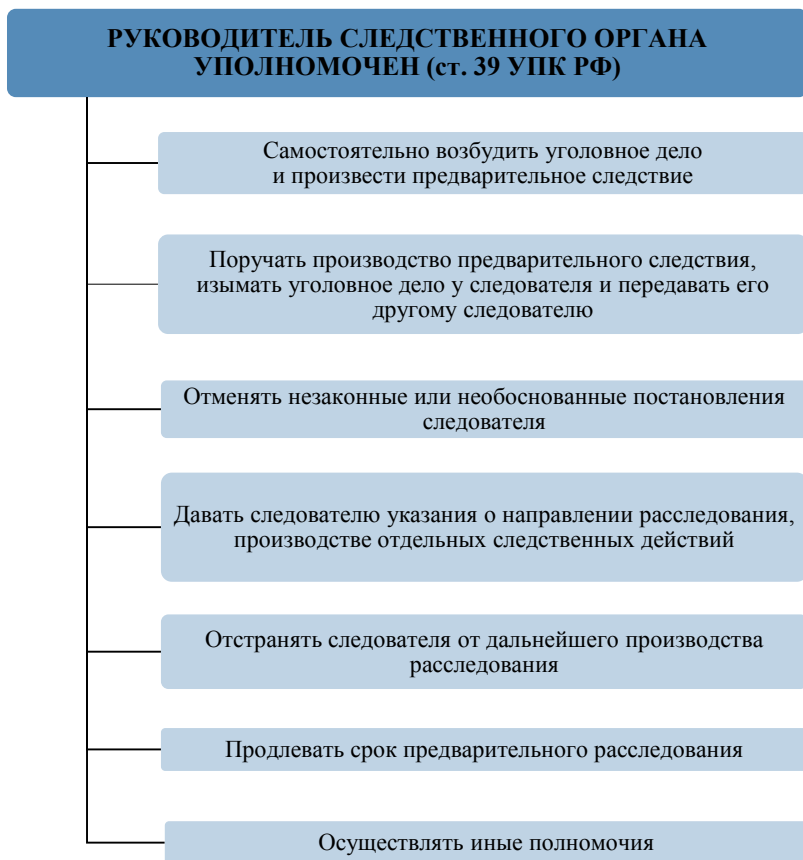 РУКОВОДИТЕЛЬ СЛЕДСТВЕННОГО ОРГАНА
УПОЛНОМОЧЕН (ст. 39 УПК РФ)
Самостоятельно возбудить уголовное дело
и произвести предварительное следствие
Поручать производство предварительного следствия,
изымать уголовное дело у следователя и передавать его
другому следователю
Отменять незаконные или необоснованные постановления
следователя
Давать следователю указания о направлении расследования,
производстве отдельных следственных действий
Отстранять следователя от дальнейшего производства
расследования
Продлевать срок предварительного расследования
Осуществлять иные полномочия